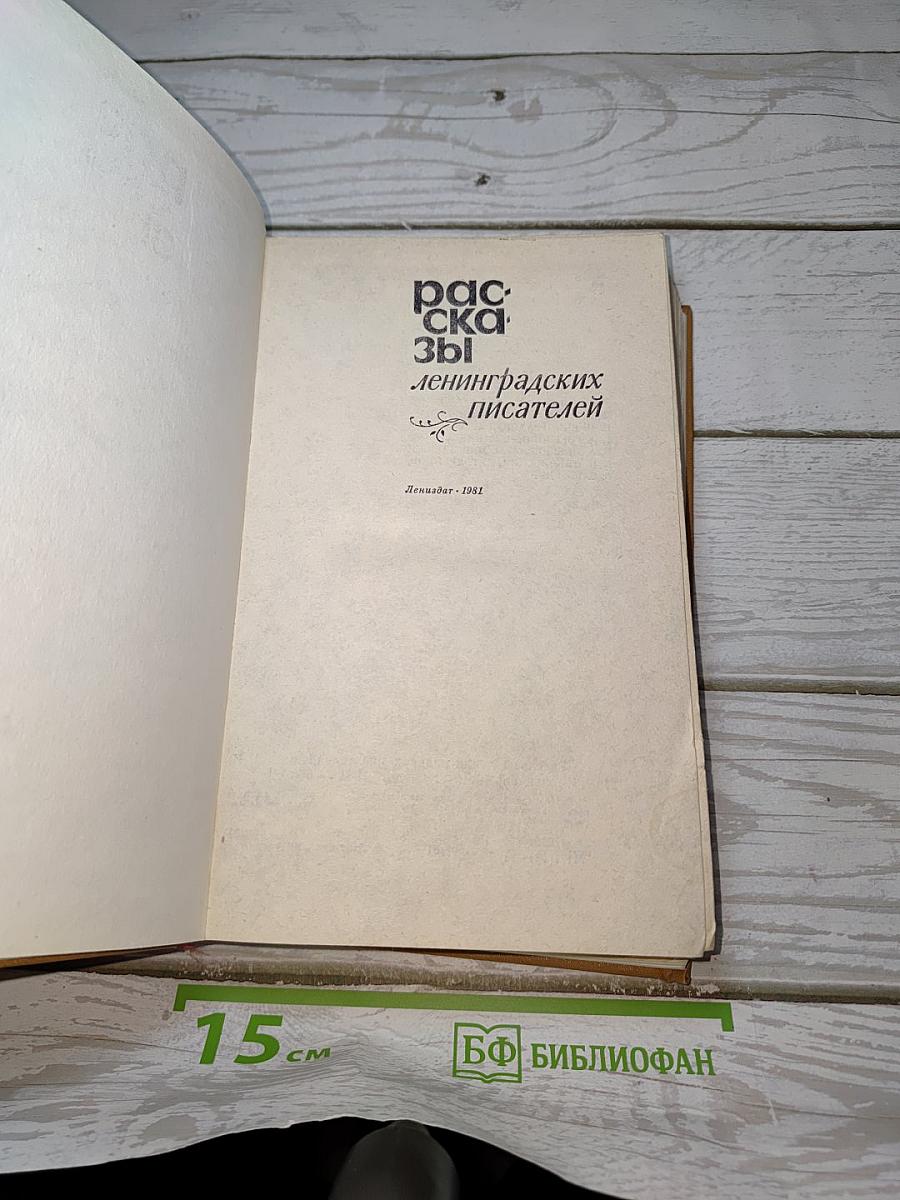 рас-
ска-
зы
ленинградских
писателей
Лениздат · 1981
15 см
БФ БИБЛИОФАН